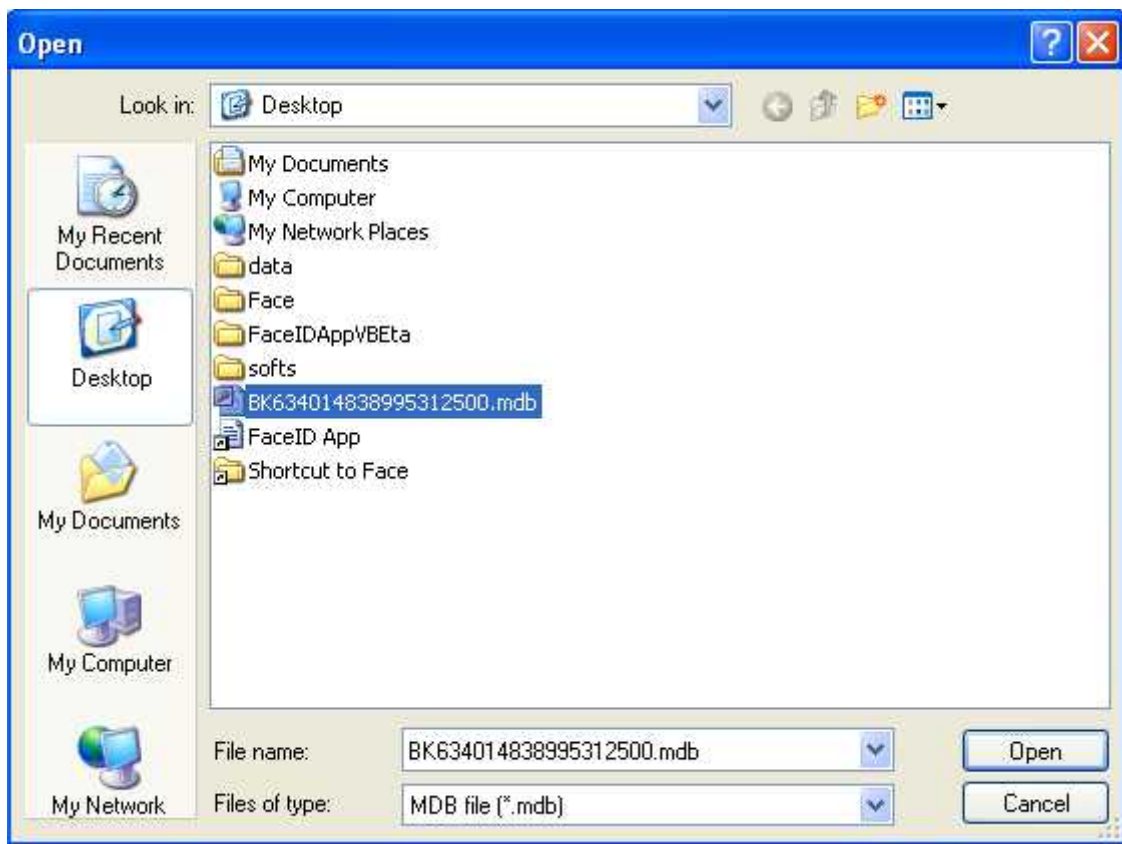 Open
Look in:
Desktop
My Recent
Documents
Desktop
My Documents
My Computer
My Network
My Documents
My Computer
My Network Places
data
Face
FaceIDAppVBEta
softs
BK634014838995312500.mdb
FaceID App
Shortcut to Face
File name:
BK634014838995312500.mdb
Open
Files of type:
MDB file (*.mdb)
Cancel